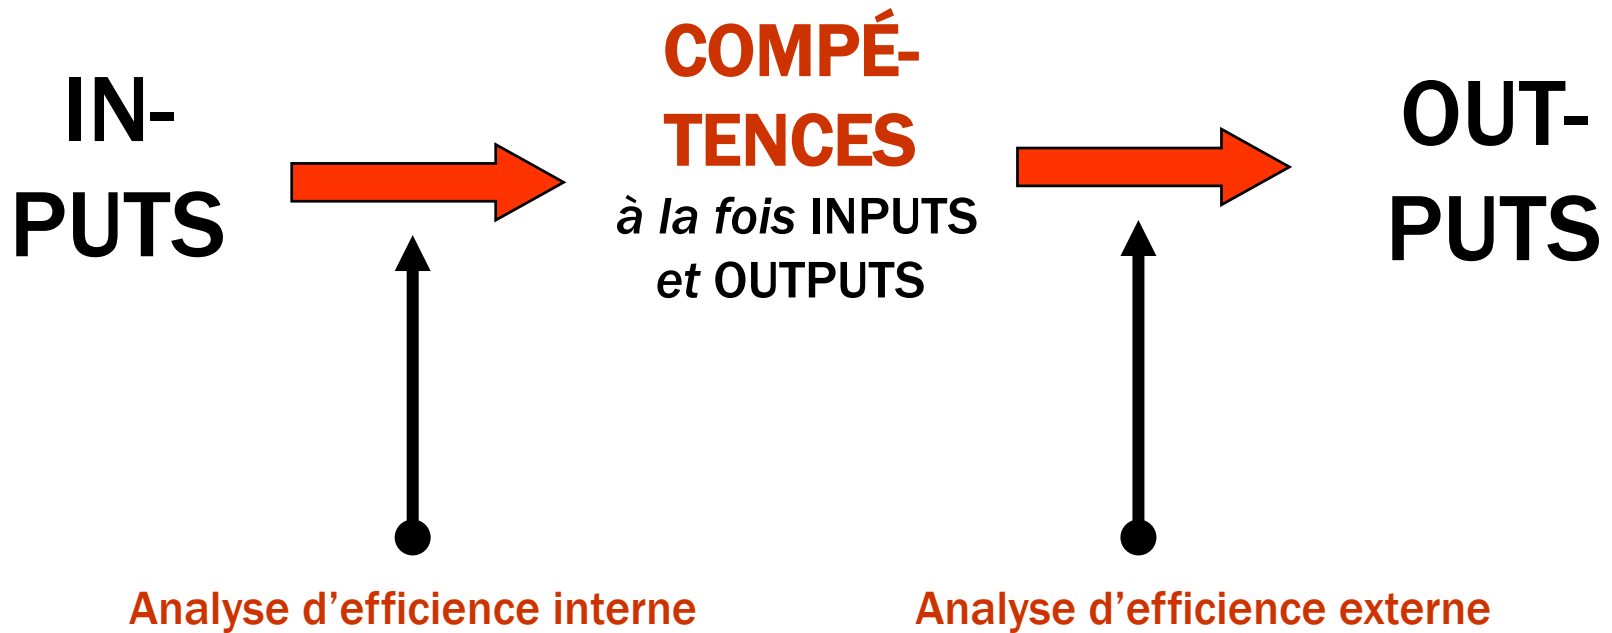 IN-
PUTS
COMPÉ-
TENCES
à la fois INPUTS
et OUTPUTS
OUT-
PUTS
Analyse d’efficience interne
Analyse d’efficience externe